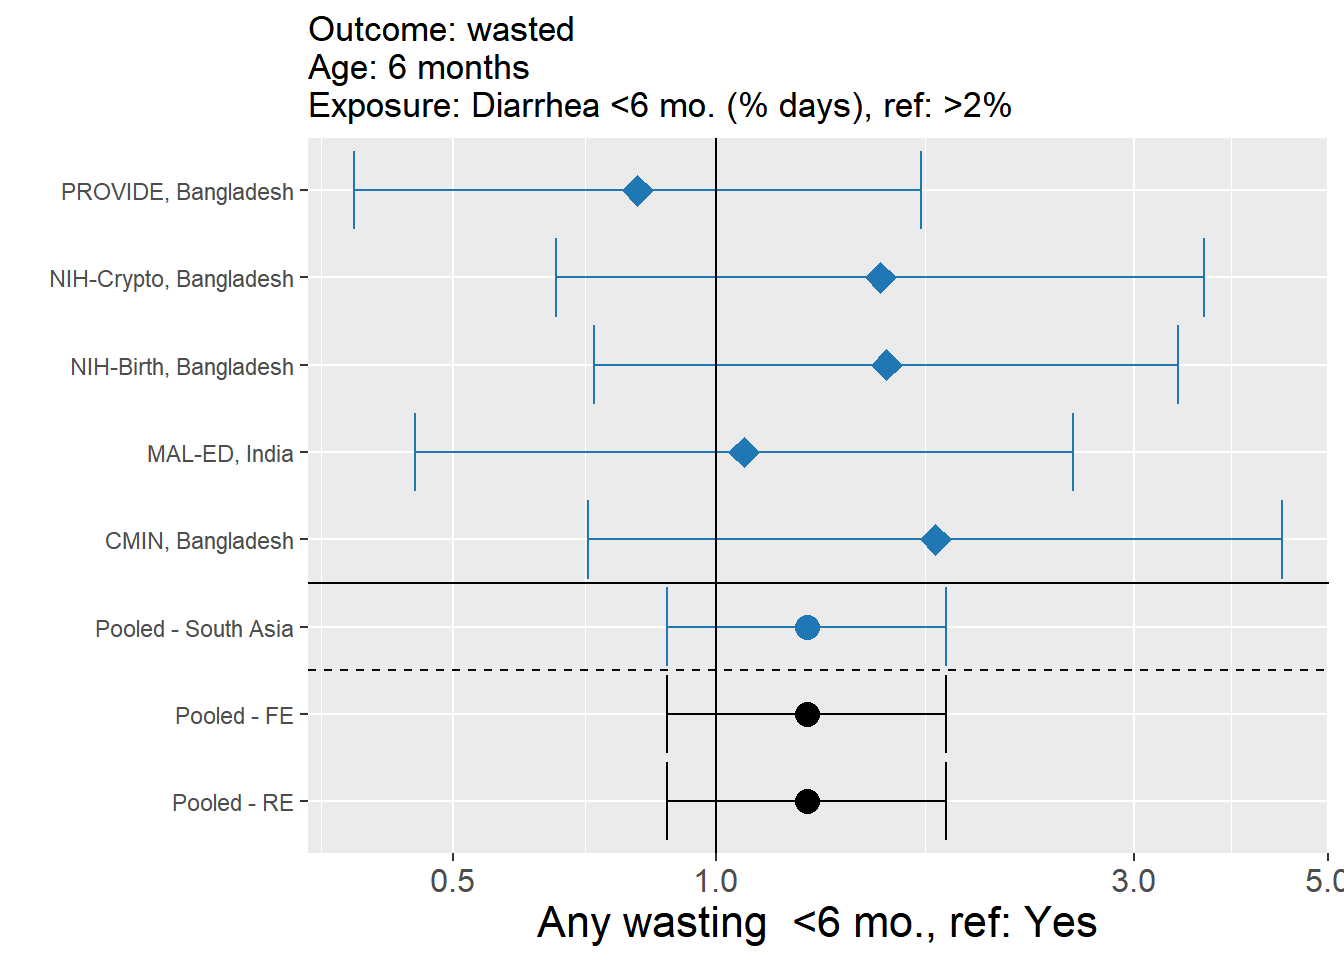 Outcome: wasted
Age: 6 months
Exposure: Diarrhea <6 mo. (% days), ref: >2%
PROVIDE, Bangladesh
NIH-Crypto, Bangladesh
NIH-Birth, Bangladesh
MAL-ED, India
CMIN, Bangladesh
Pooled - South Asia
Pooled - FE
Pooled - RE
0.5 1.0 3.0 5.0
Any wasting  <6 mo., ref: Yes